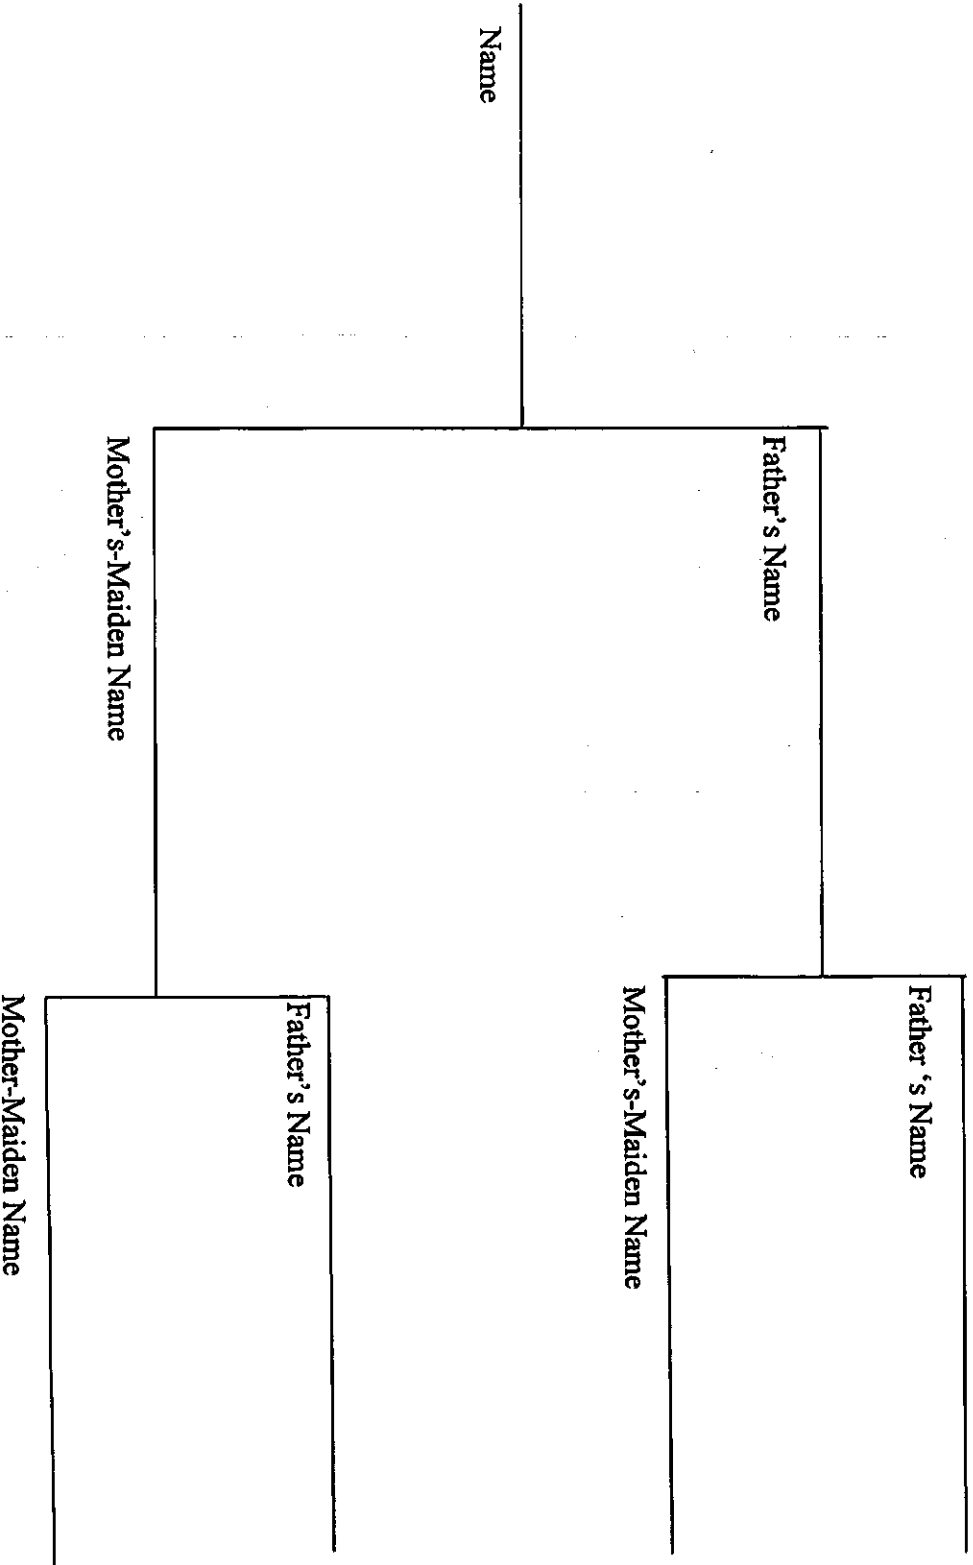 Name
Father's Name
Mother's-Maiden Name
Father ‘s Name
Mother's-Maiden Name
Father's Name
Mother-Maiden Name